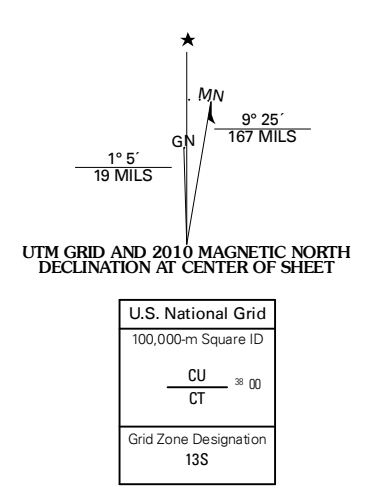 ★
MN
9° 25´
167 MILS
GN
1° 5´
19 MILS
UTM GRID AND 2010 MAGNETIC NORTH
DECLINATION AT CENTER OF SHEET
U.S. National Grid
100,000-m Square ID
CU
38 00
CT
Grid Zone Designation
13S